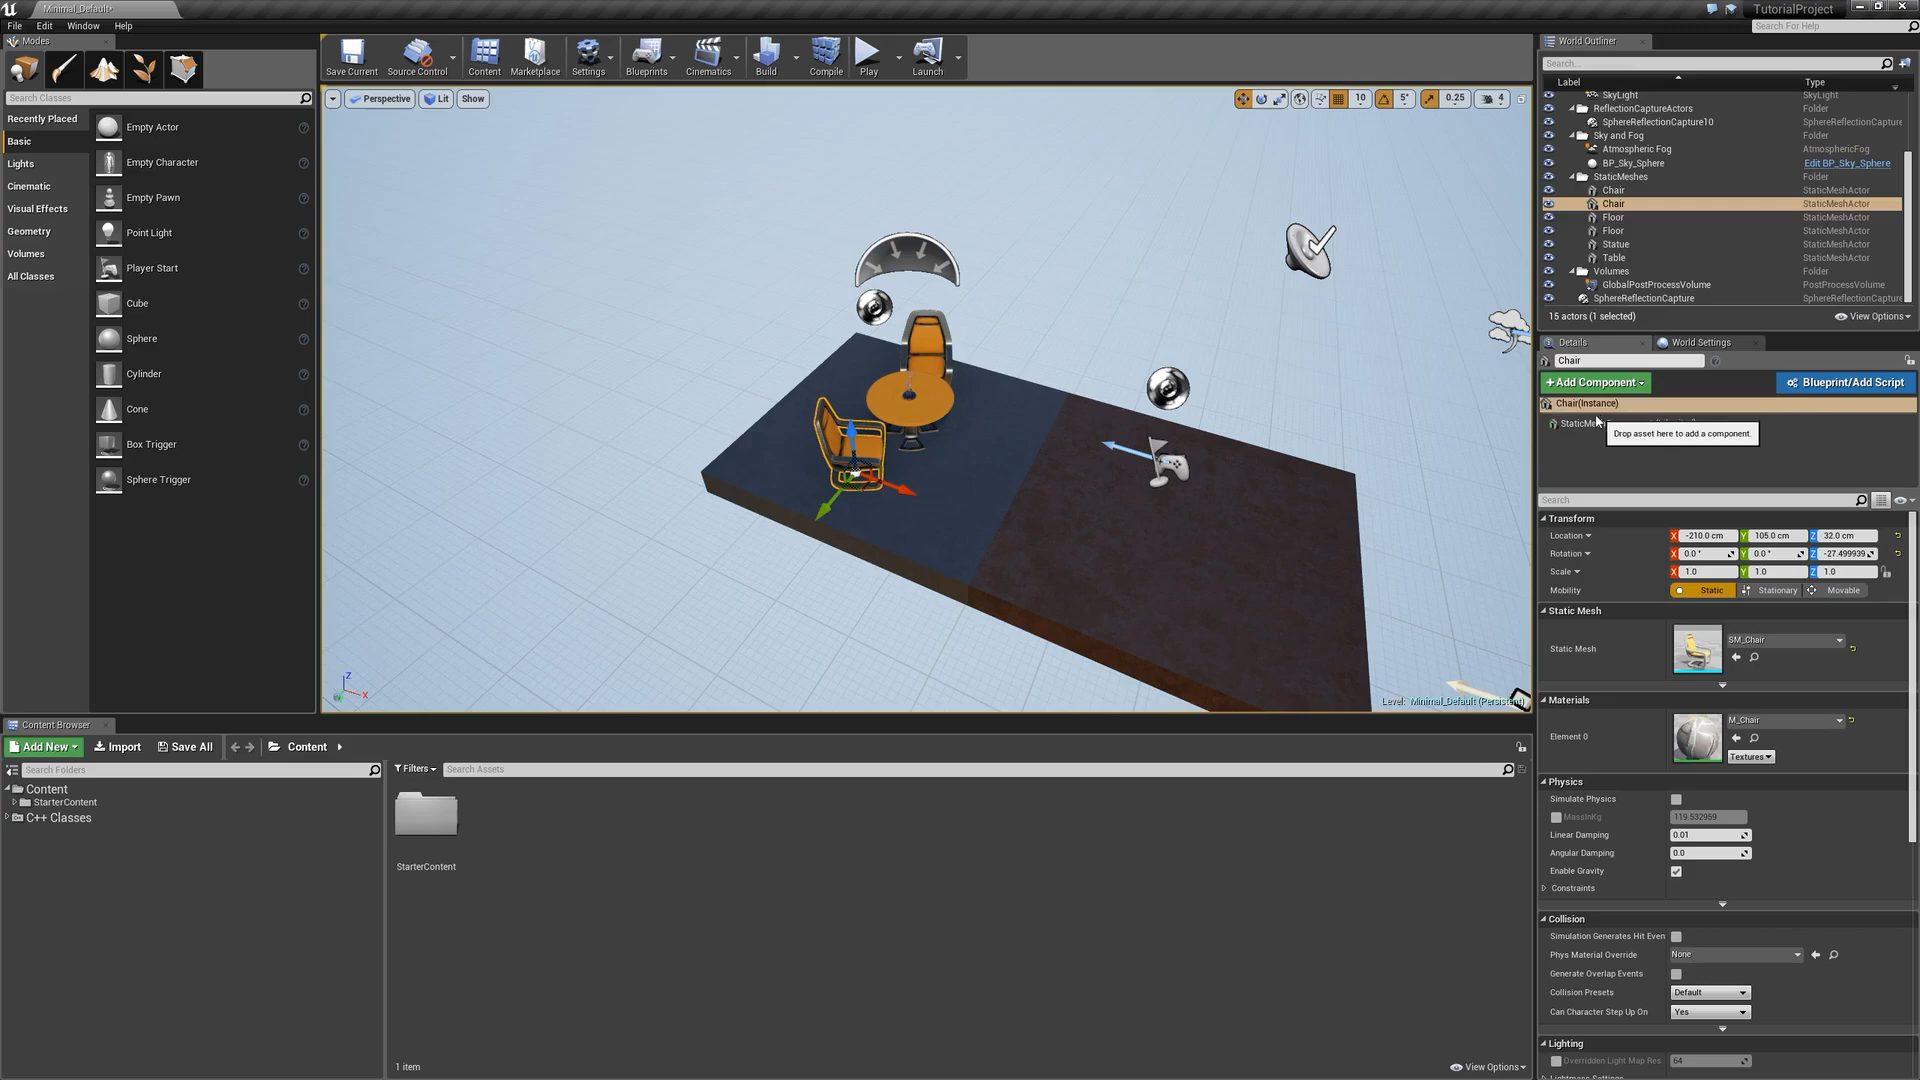 Minimal_Default*
TutorialProject
File Edit Window Help
Search For Help
Modes
Search Classes
Recently Placed
Basic
Lights
Cinematic
Visual Effects
Geometry
Volumes
All Classes
Empty Actor
Empty Character
Empty Pawn
Point Light
Player Start
Cube
Sphere
Cylinder
Cone
Box Trigger
Sphere Trigger
Save Current Source Control Content Marketplace Settings Blueprints Cinematics Build Compile Play Launch
Perspective Lit Show
10 5° 0.25 4
Z
X
Level: Minimal_Default (Persistent)
World Outliner
Search...
Label Type
SkyLight SkyLight
ReflectionCaptureActors Folder
SphereReflectionCapture10 SphereReflectionCapture
Sky and Fog Folder
Atmospheric Fog AtmosphericFog
BP_Sky_Sphere Edit BP_Sky_Sphere
StaticMeshes Folder
Chair StaticMeshActor
Chair StaticMeshActor
Floor StaticMeshActor
Floor StaticMeshActor
Statue StaticMeshActor
Table StaticMeshActor
Volumes Folder
GlobalPostProcessVolume PostProcessVolume
SphereReflectionCapture SphereReflectionCapture
15 actors (1 selected) View Options
Details World Settings
Chair
+Add Component Blueprint/Add Script
Chair(Instance)
StaticMe
Drop asset here to add a component.
Search
Transform
Location X -210.0 cm Y 105.0 cm Z 32.0 cm
Rotation X 0.0 ° Y 0.0 ° Z -27.499939
Scale X 1.0 Y 1.0 Z 1.0
Mobility Static Stationary Movable
Static Mesh
Static Mesh SM_Chair
Materials
Element 0 M_Chair
Textures
Physics
Simulate Physics
MassInKg 119.532959
Linear Damping 0.01
Angular Damping 0.0
Enable Gravity
Constraints
Collision
Simulation Generates Hit Even
Phys Material Override None
Generate Overlap Events
Collision Presets Default
Can Character Step Up On Yes
Lighting
Overridden Light Map Res 64
Lightmass Settings
Content Browser
Add New Import Save All Content
Search Folders
Content
StarterContent
C++ Classes
Filters Search Assets
StarterContent
1 item View Options